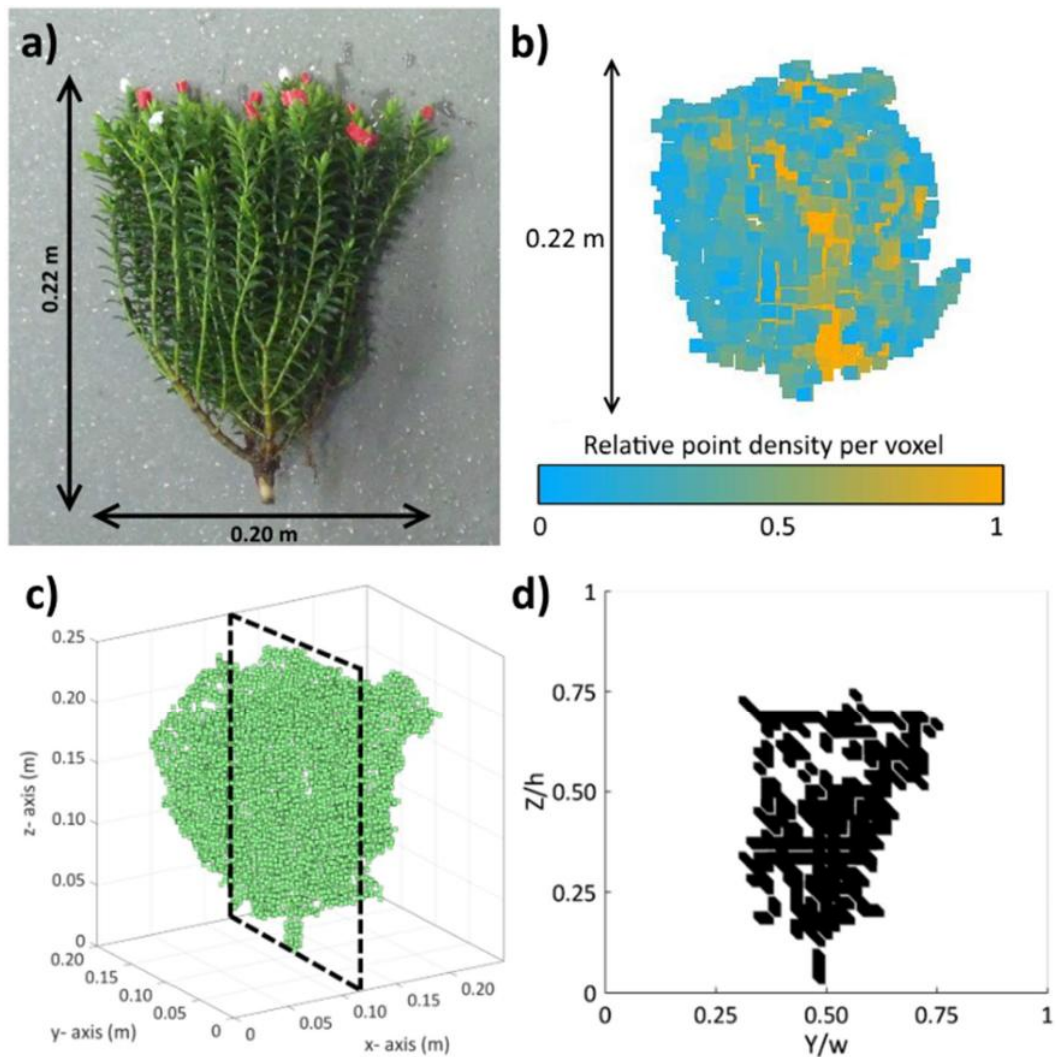 a)
0.22 m
0.20 m
b)
0.22 m
Relative point density per voxel
0 0.5 1
c)
0.25
0.20
0.15
0.10
0.05
0
z- axis (m)
0.20
0.15
0.10
0.05
0
y- axis (m)
0
0.05
0.10
0.15
0.20
x- axis (m)
d)
1
0.75
0.50
0.25
0
Z/h
0 0.25 0.50 0.75 1
Y/w